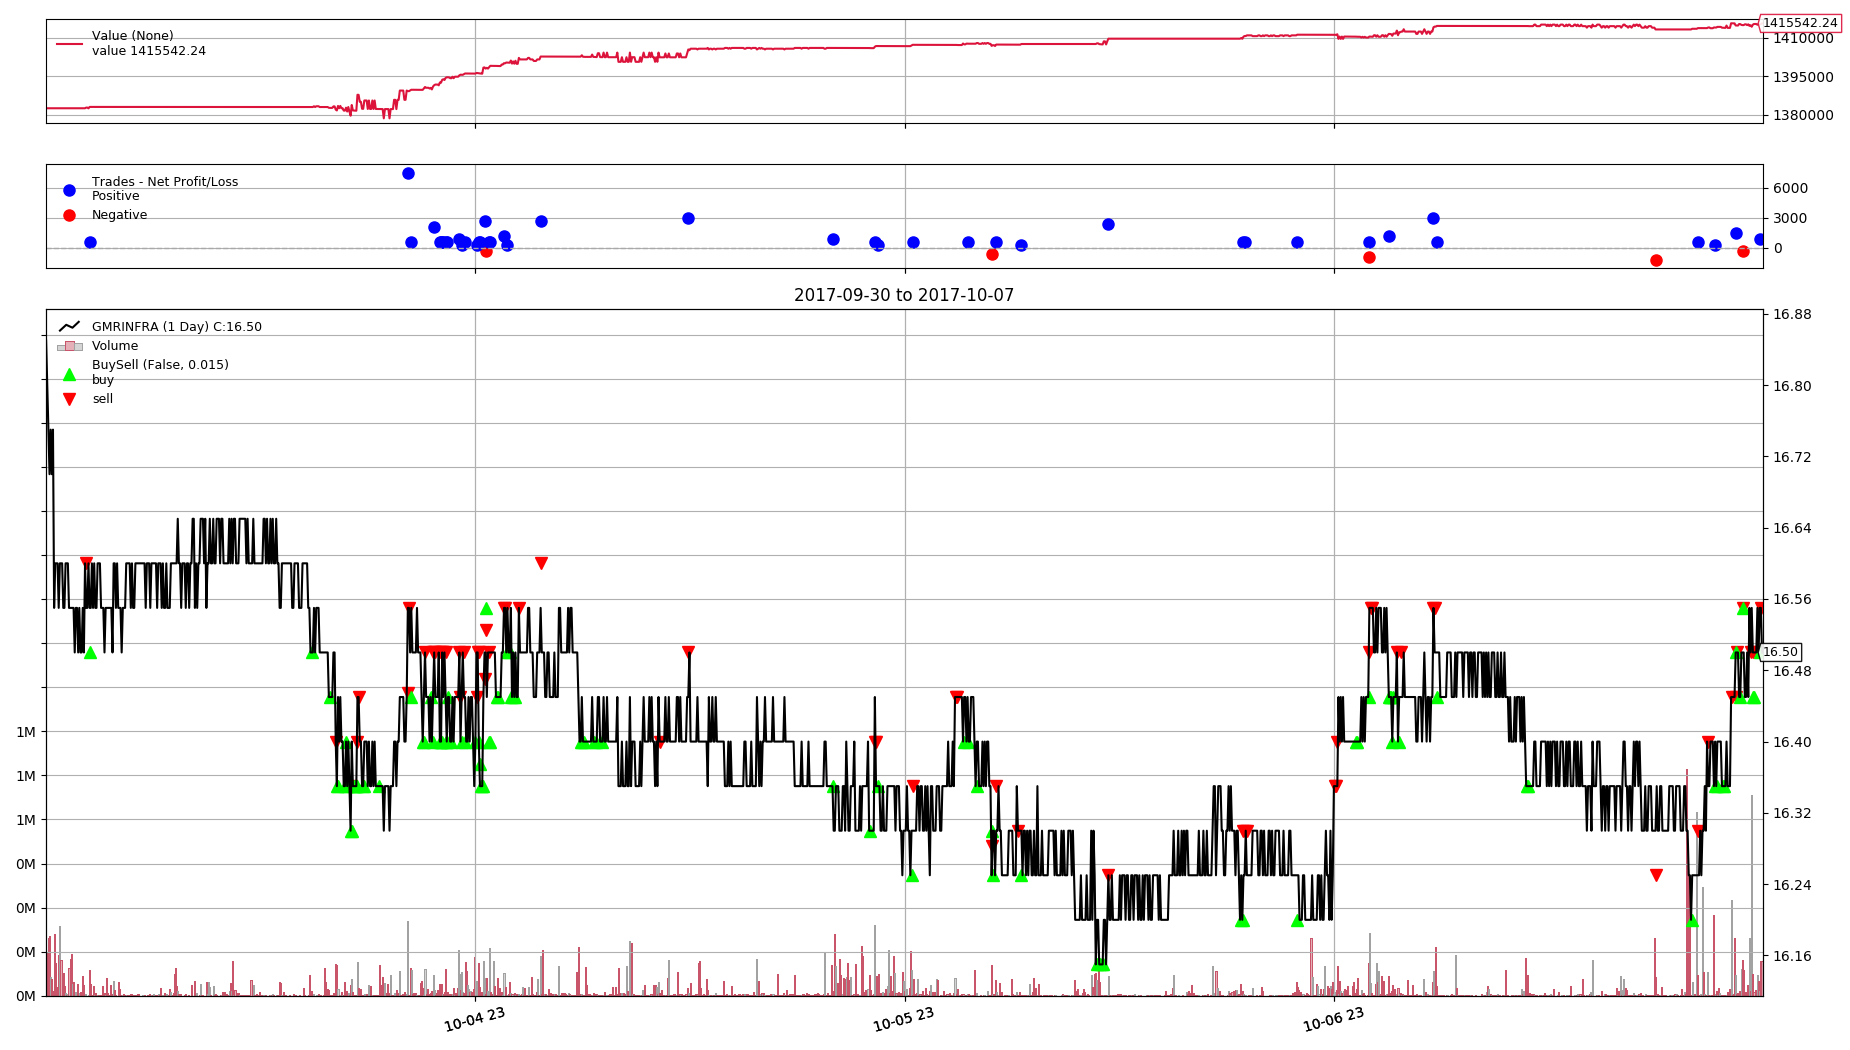 Value (None)
value 1415542.24
1415542.24
1410000
1395000
1380000
Trades - Net Profit/Loss
Positive
Negative
6000
3000
0
2017-09-30 to 2017-10-07
GMRINFRA (1 Day) C:16.50
Volume
BuySell (False, 0.015)
buy
sell
16.88
16.80
16.72
16.64
16.56
16.50
16.48
16.40
16.32
16.24
16.16
1M
1M
1M
0M
0M
0M
0M
10-04 23
10-05 23
10-06 23